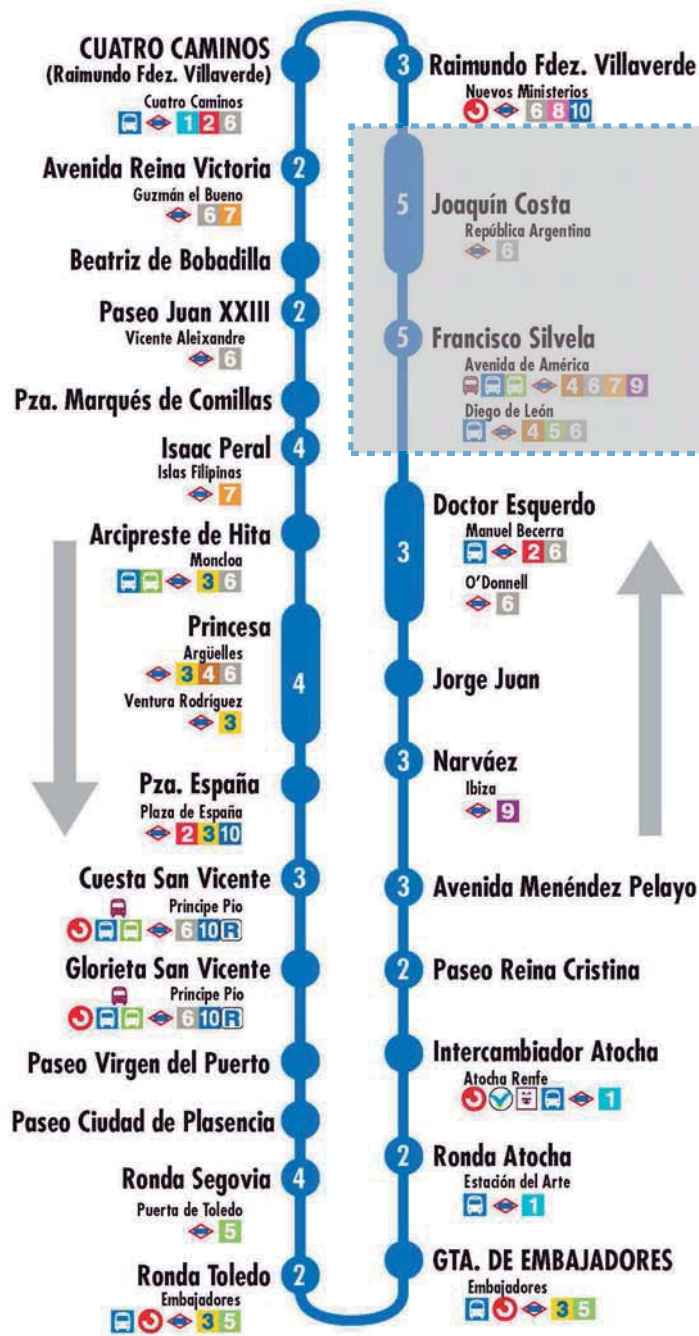 CUATRO CAMINOS
(Raimundo Fdez. Villaverde)
Cuatro Caminos
1 2 6
2
Avenida Reina Victoria
Guzmán el Bueno
6 7
Beatriz de Bobadilla
2
Paseo Juan XXIII
Vicente Aleixandre
6
Pza. Marqués de Comillas
4
Isaac Peral
Islas Filipinas
7
Arcipreste de Hita
Moncloa
3 6
Princesa
4
Argüelles
3 4 6
Ventura Rodríguez
3
Pza. España
Plaza de España
2 3 10
Cuesta San Vicente
3
Príncipe Pío
6 10 R
Glorieta San Vicente
Príncipe Pío
6 10 R
Paseo Virgen del Puerto
Paseo Ciudad de Plasencia
Ronda Segovia
4
Puerta de Toledo
5
Ronda Toledo
2
Embajadores
3 5
3
Raimundo Fdez. Villaverde
Nuevos Ministerios
6 8 10
5
Joaquín Costa
República Argentina
6
5
Francisco Silvela
Avenida de América
4 6 7 9
Diego de León
4 5 6
Doctor Esquerdo
3
Manuel Becerra
2 6
O'Donnell
6
Jorge Juan
3
Narváez
Ibiza
9
3
Avenida Menéndez Pelayo
2
Paseo Reina Cristina
Intercambiador Atocha
Atocha Renfe
1
2
Ronda Atocha
Estación del Arte
1
GTA. DE EMBAJADORES
Embajadores
3 5